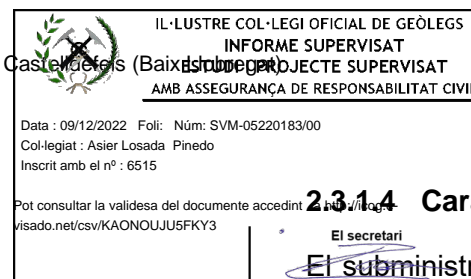 IL·LUSTRE COL·LEGI OFICIAL DE GEÒLEGS
INFORME SUPERVISAT
Castelldefels (Baix Llobregat)
ESTUDI O PROJECTE SUPERVISAT
AMB ASSEGURANÇA DE RESPONSABILITAT CIVIL
Data : 09/12/2022 Foli: Núm: SVM-05220183/00
Col·legiat : Asier Losada Pinedo
Inscrit amb el nº : 6515
Pot consultar la validesa del documente accedint a http://icog.e-
visado.net/csv/KAONOUJU5FKY3
2.3.1.4
El secretari
El